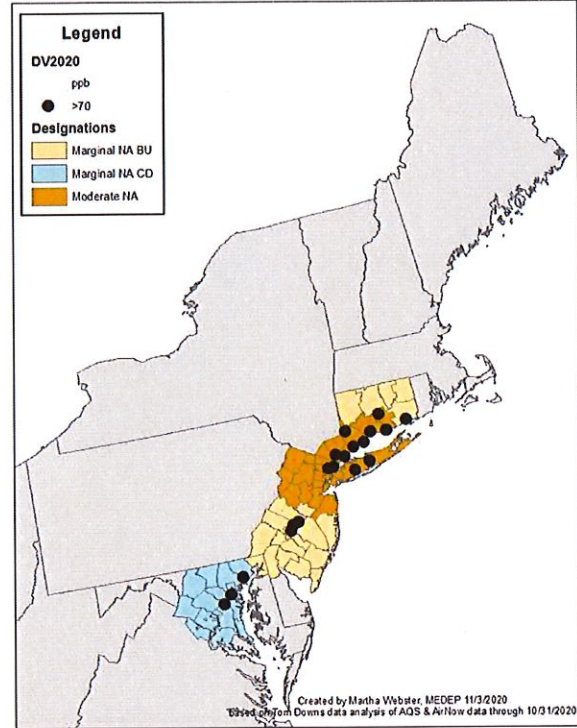 Legend
DV2020
ppb
>70
Designations
Marginal NA BU
Marginal NA CD
Moderate NA
Created by Martha Webster, MEDEP 11/3/2020
*Based on Tom Downs data analysis of AQS & AirNow data through 10/31/2020